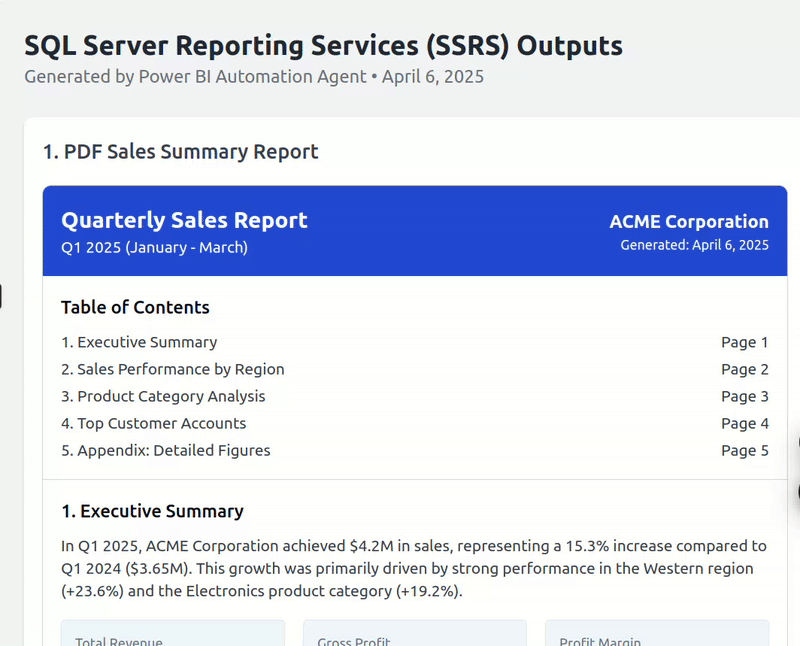 SQL Server Reporting Services (SSRS) Outputs
Generated by Power BI Automation Agent • April 6, 2025
1. PDF Sales Summary Report
Quarterly Sales Report
ACME Corporation
Q1 2025 (January - March)
Generated: April 6, 2025
Table of Contents
1. Executive Summary Page 1
2. Sales Performance by Region Page 2
3. Product Category Analysis Page 3
4. Top Customer Accounts Page 4
5. Appendix: Detailed Figures Page 5
1. Executive Summary
In Q1 2025, ACME Corporation achieved $4.2M in sales, representing a 15.3% increase compared to
Q1 2024 ($3.65M). This growth was primarily driven by strong performance in the Western region
(+23.6%) and the Electronics product category (+19.2%).
Total Revenue Gross Profit Profit Margin